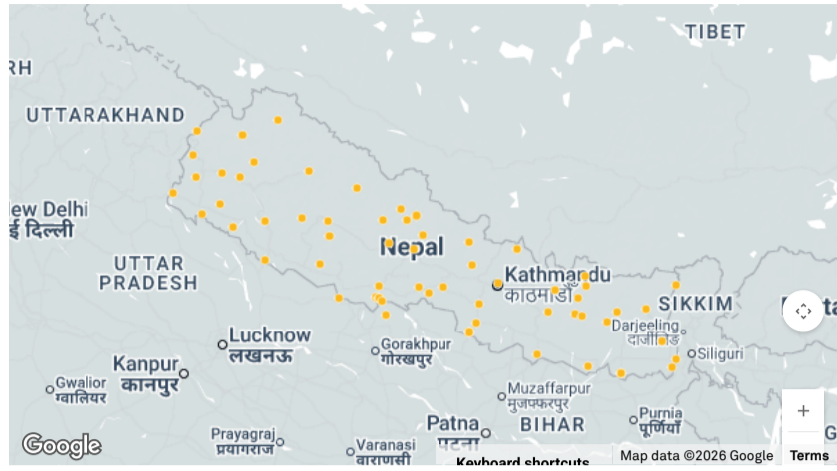 TIBET
RH
UTTARAKHAND
ew Delhi
ई दिल्ली
Nepal
UTTAR
PRADESH
Kathmandu
काठमाडौं
SIKKIM
Lucknow
लखनऊ
Gorakhpur
गोरखपुर
Darjeeling
दार्जीलिंग
Siliguri
Kanpur
कानपुर
Gwalior
ग्वालियर
Muzaffarpur
मुजफ्फरपुर
Patna
पटना
BIHAR
Purnia
पूर्णियाँ
Prayagraj
प्रयागराज
Varanasi
वाराणसी
Google
Keyboard shortcuts
Map data ©2026 Google
Terms